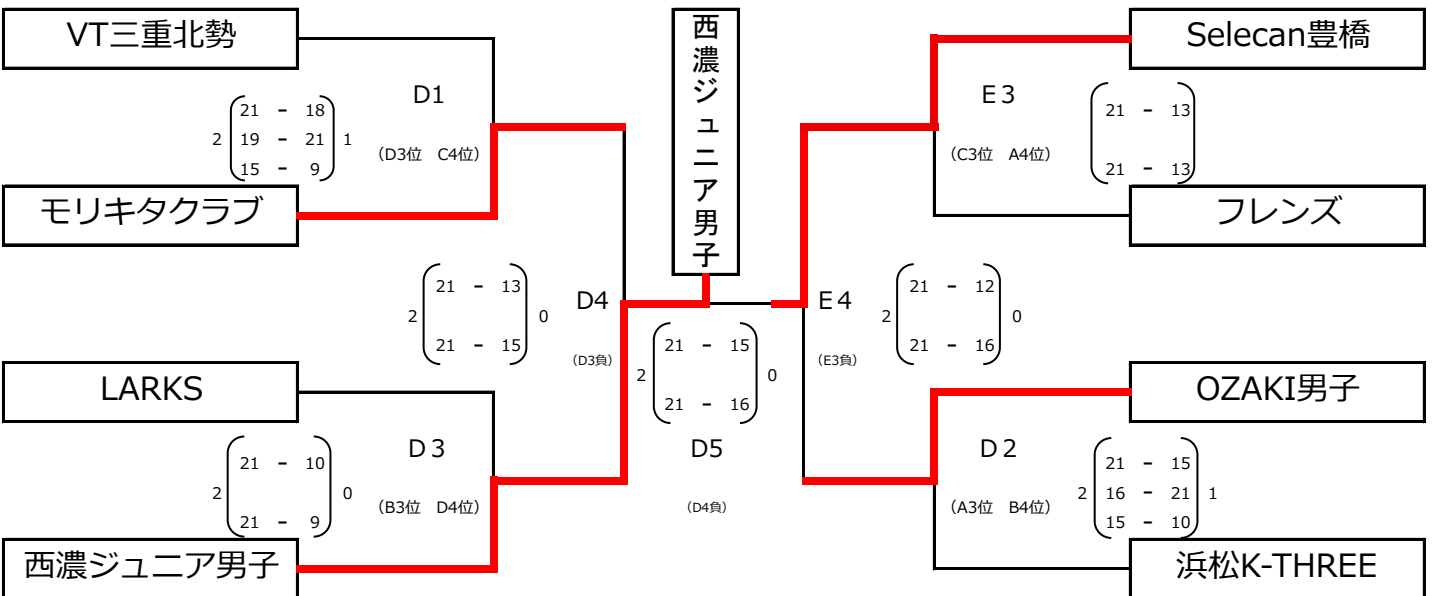 VT三重北勢
西濃ジュニア男子
Selecan豊橋
D1
E3
21 - 18
2 19 - 21 1
15 - 9
(D3位 C4位)
(C3位 A4位)
21 - 13
21 - 13
モリキタクラブ
フレンズ
21 - 13
2 0
21 - 15
D4
(D3負)
E4
(E3負)
21 - 12
2 0
21 - 16
21 - 15
2 0
21 - 16
D5
(D4負)
LARKS
OZAKI男子
D3
D2
21 - 10
2 0
21 - 9
(B3位 D4位)
(A3位 B4位)
21 - 15
2 16 - 21 1
15 - 10
西濃ジュニア男子
浜松K-THREE